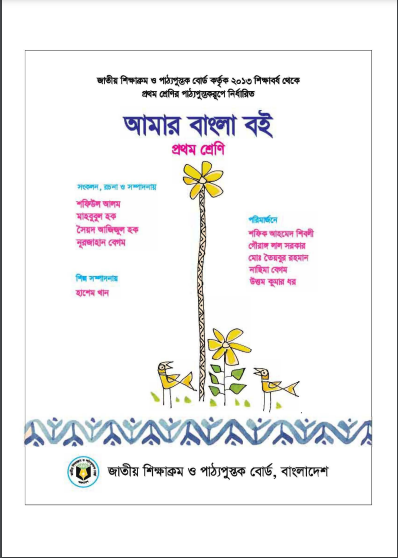 জাতীয় শিক্ষাক্রম ও পাঠ্যপুস্তক বোর্ড কর্তৃক ২০১৩ শিক্ষাবর্ষ থেকে
প্রথম শ্রেণির পাঠ্যপুস্তকরূপে নির্ধারিত
আমার বাংলা বই
প্রথম শ্রেণি
সংকলন, রচনা ও সম্পাদনায়
শফিউল আলম
মাহবুবুল হক
সৈয়দ আজিজুল হক
নূরজাহান বেগম
শিল্প সম্পাদনায়
হাশেম খান
পরিমার্জনে
শফিক আহমেদ শিবলী
গৌরাঙ্গ লাল সরকার
মোঃ তৈয়বুর রহমান
নাছিমা বেগম
উত্তম কুমার ধর
জাতীয় শিক্ষাক্রম ও পাঠ্যপুস্তক বোর্ড, বাংলাদেশ